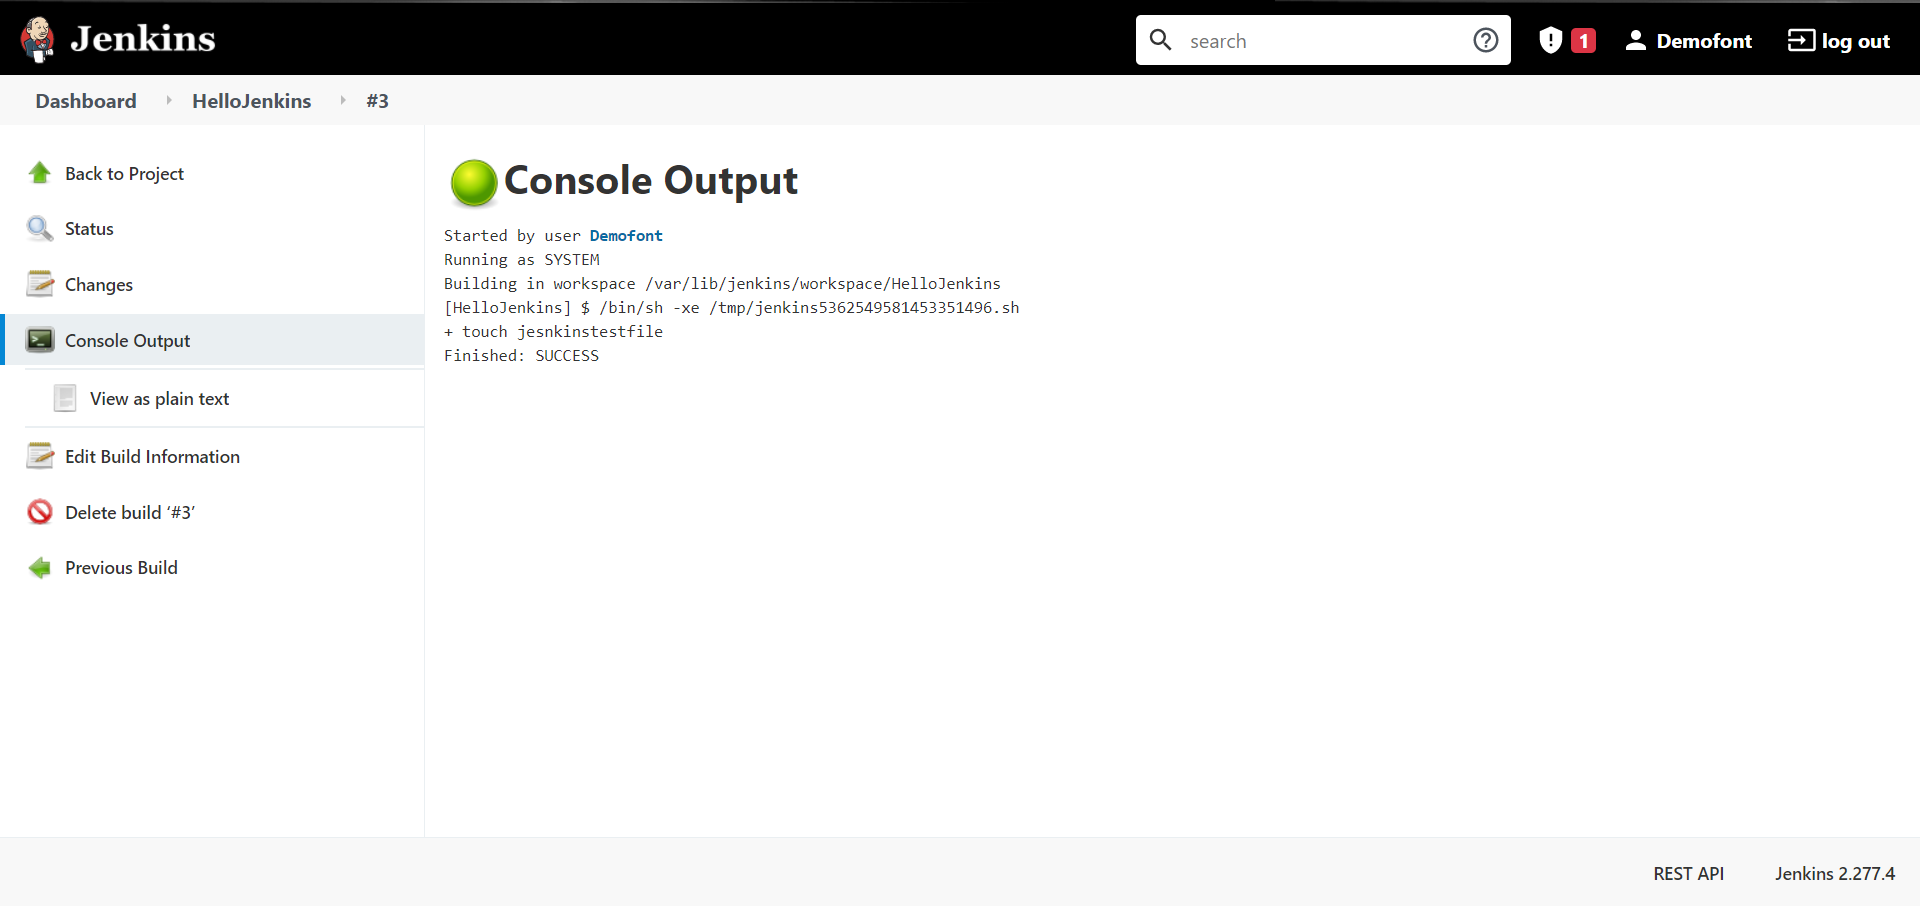 Jenkins
search
1
Demofont
log out
Dashboard
HelloJenkins
#3
Back to Project
Status
Changes
Console Output
View as plain text
Edit Build Information
Delete build ‘#3’
Previous Build
Console Output
Started by user Demofont
Running as SYSTEM
Building in workspace /var/lib/jenkins/workspace/HelloJenkins
[HelloJenkins] $ /bin/sh -xe /tmp/jenkins5362549581453351496.sh
+ touch jesnkinstestfile
Finished: SUCCESS
REST API
Jenkins 2.277.4